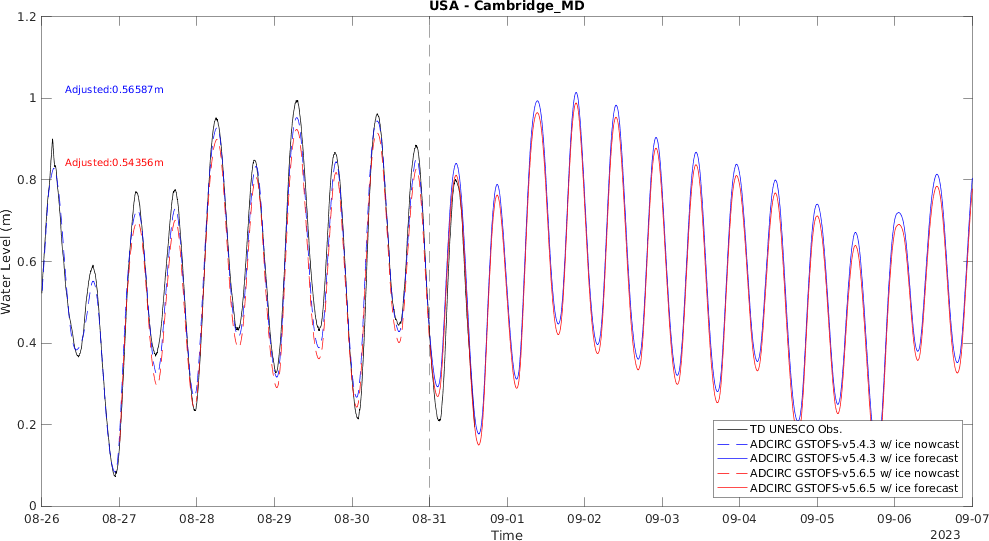 USA - Cambridge_MD
1.2
1
0.8
0.6
0.4
0.2
0
Water Level (m)
Adjusted:0.56587m
Adjusted:0.54356m
TD UNESCO Obs.
ADCIRC GSTOFS-v5.4.3 w/ ice nowcast
ADCIRC GSTOFS-v5.4.3 w/ ice forecast
ADCIRC GSTOFS-v5.6.5 w/ ice nowcast
ADCIRC GSTOFS-v5.6.5 w/ ice forecast
08-26 08-27 08-28 08-29 08-30 08-31 09-01 09-02 09-03 09-04 09-05 09-06 09-07
Time
2023